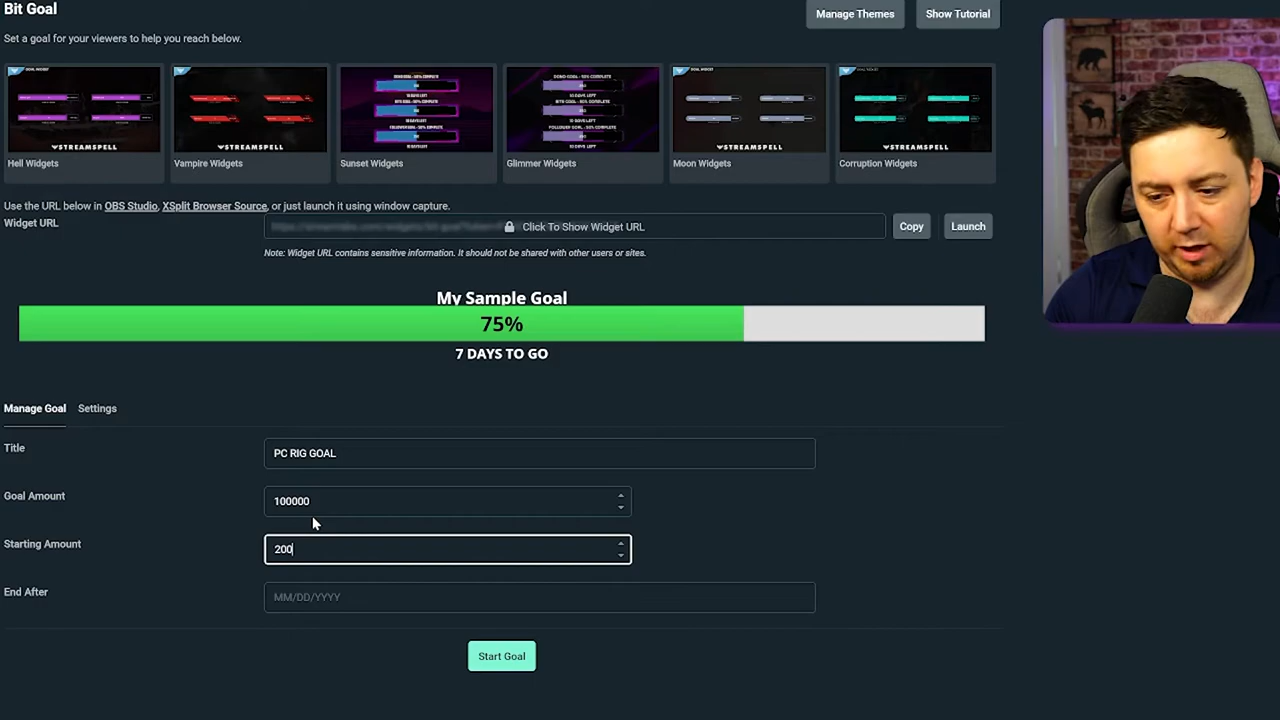 Bit Goal
Manage Themes
Show Tutorial
Set a goal for your viewers to help you reach below.
STREAMSPELL
STREAMSPELL
STREAMSPELL
STREAMSPELL
STREAMSPELL
STREAMSPELL
Hell Widgets
Vampire Widgets
Sunset Widgets
Glimmer Widgets
Moon Widgets
Corruption Widgets
Use the URL below in OBS Studio, XSplit Browser Source, or just launch it using window capture.
Widget URL
Click To Show Widget URL
Copy
Launch
Note: Widget URL contains sensitive information. It should not be shared with other users or sites.
My Sample Goal
75%
7 DAYS TO GO
Manage Goal
Settings
Title
PC RIG GOAL
Goal Amount
100000
Starting Amount
200
End After
MM/DD/YYYY
Start Goal